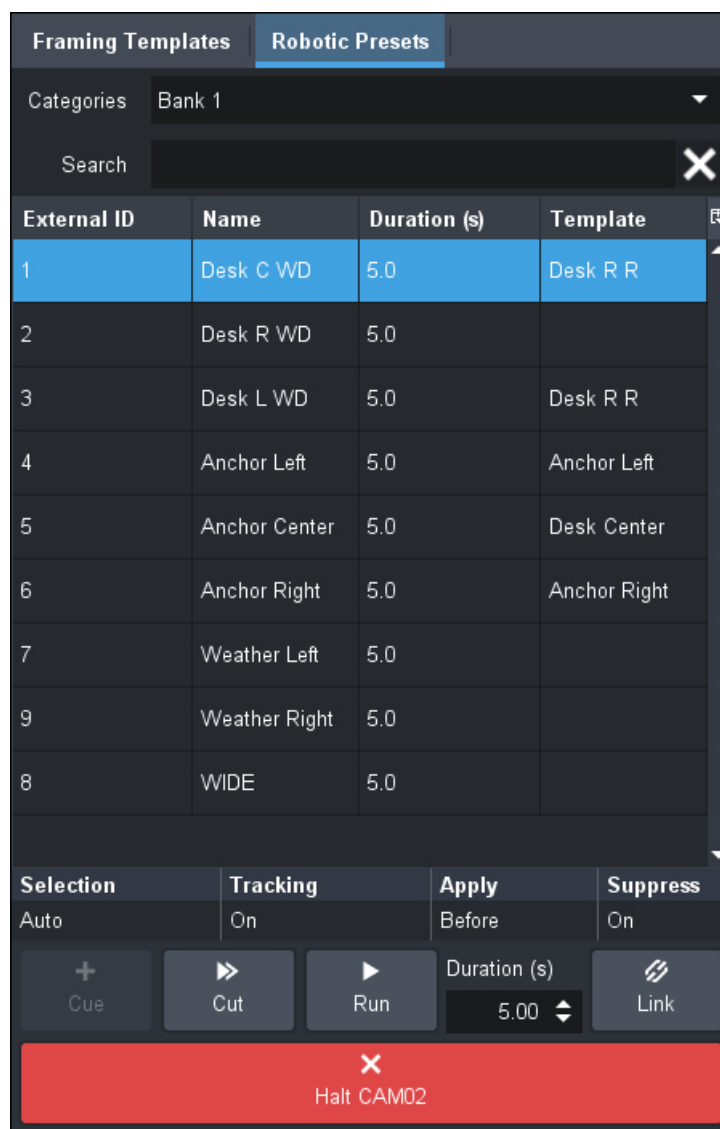 Framing Templates Robotic Presets
Categories Bank 1
Search
External ID Name Duration (s) Template
1 Desk C WD 5.0 Desk R R
2 Desk R WD 5.0
3 Desk L WD 5.0 Desk R R
4 Anchor Left 5.0 Anchor Left
5 Anchor Center 5.0 Desk Center
6 Anchor Right 5.0 Anchor Right
7 Weather Left 5.0
9 Weather Right 5.0
8 WIDE 5.0
Selection Tracking Apply Suppress
Auto On Before On
Cue Cut Run Duration (s) 5.00 Link
Halt CAM02